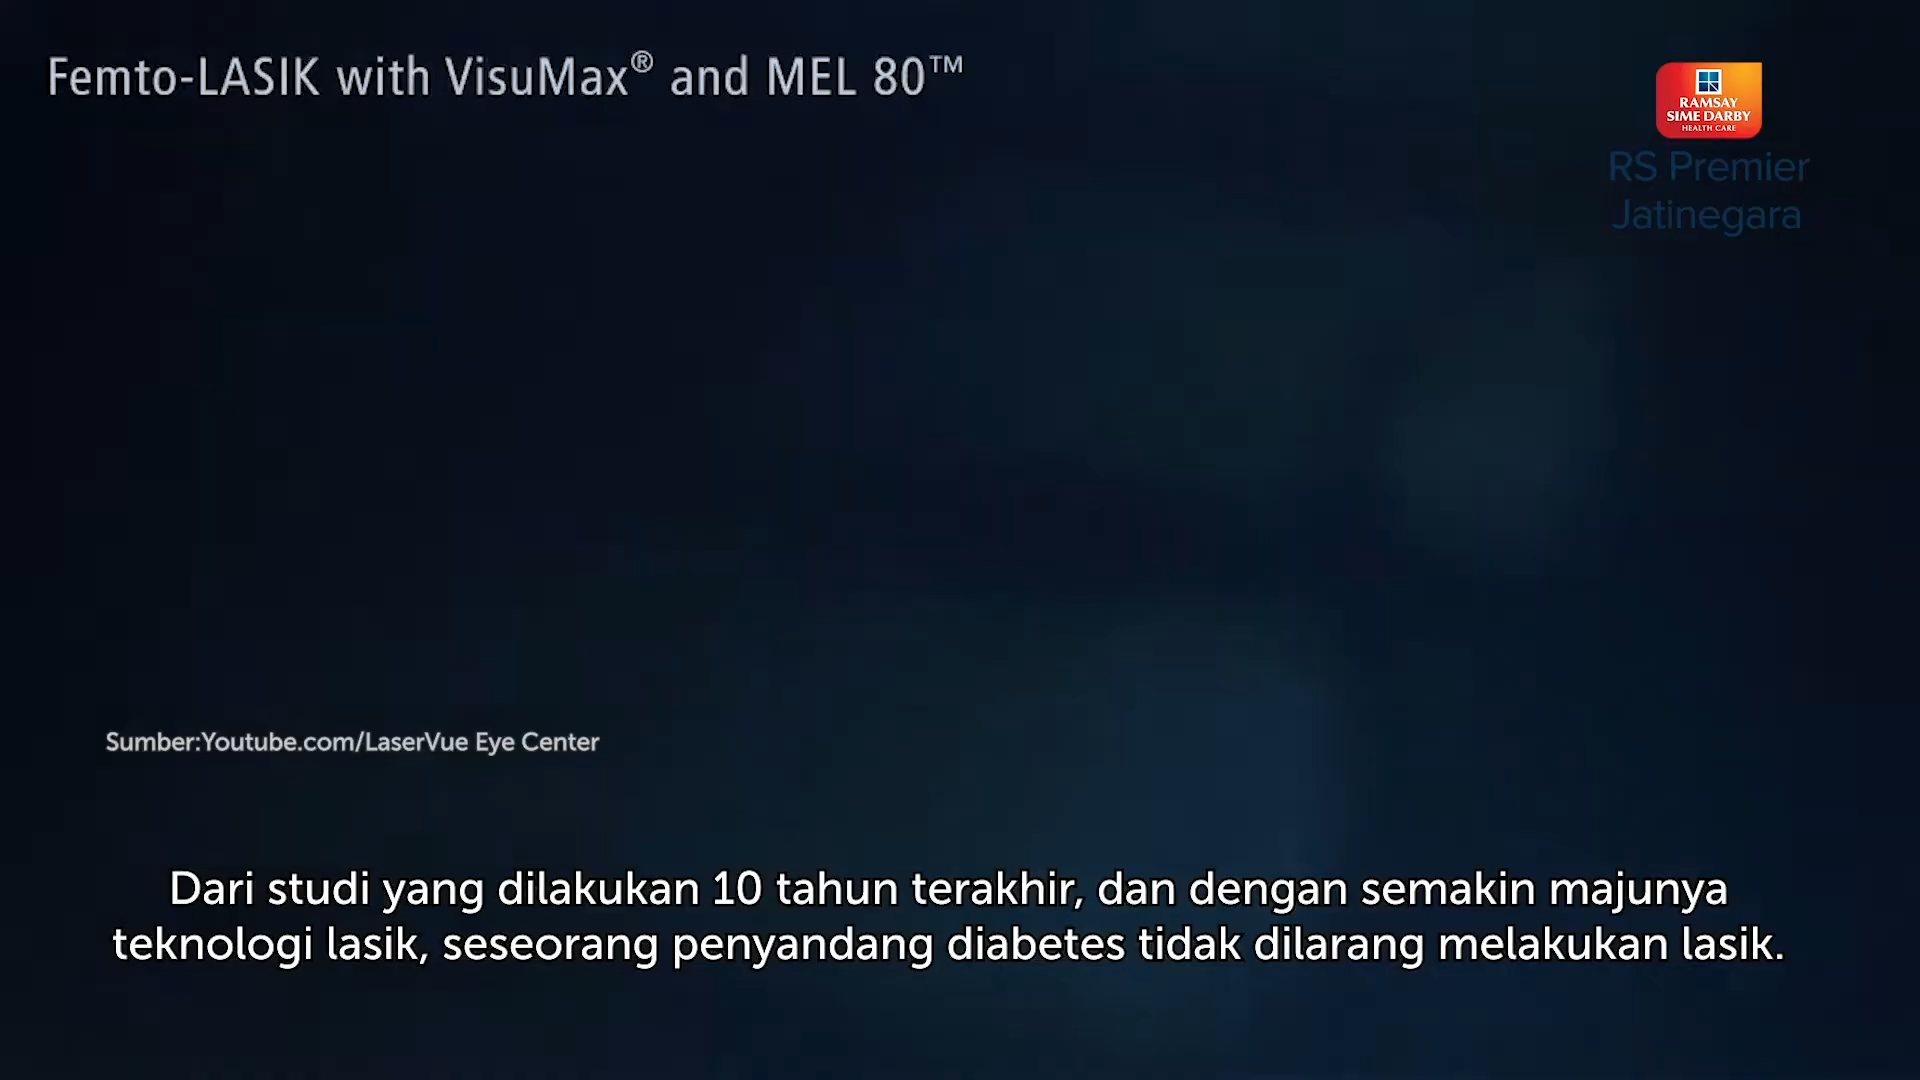 Femto-LASIK with VisuMax® and MEL 80™
RAMSAY
SIME DARBY
HEALTH CARE
RS Premier
Jatinegara
Sumber:Youtube.com/LaserVue Eye Center
Dari studi yang dilakukan 10 tahun terakhir, dan dengan semakin majunya
teknologi lasik, seseorang penyandang diabetes tidak dilarang melakukan lasik.